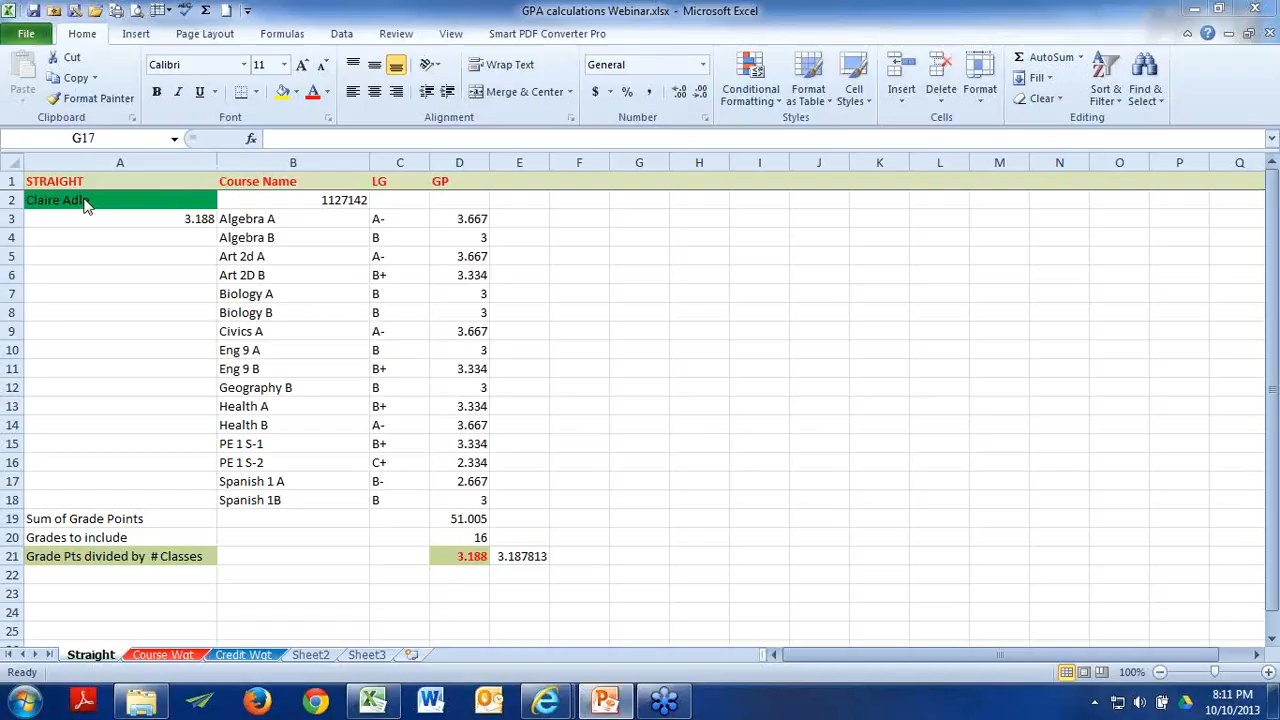 GPA calculations Webinar.xlsx - Microsoft Excel
File Home Insert Page Layout Formulas Data Review View Smart PDF Converter Pro
Paste Cut Copy Format Painter Clipboard
Calibri 11 B I U A Font
Wrap Text Merge & Center Alignment
General $ % , Number
Conditional Formatting Format as Table Cell Styles Styles
Insert Delete Format Cells
Σ AutoSum Fill Clear Sort & Filter Find & Select Editing
G17 fx
A B C D E F G H I J K L M N O P Q
1 STRAIGHT Course Name LG GP
2 Claire 1127142
3 3.188 Algebra A A- 3.667
4 Algebra B B 3
5 Art 2d A A- 3.667
6 Art 2D B B+ 3.334
7 Biology A B 3
8 Biology B B 3
9 Civics A A- 3.667
10 Eng 9 A B 3
11 Eng 9 B B+ 3.334
12 Geography B B 3
13 Health A B+ 3.334
14 Health B A- 3.667
15 PE 1 S-1 B+ 3.334
16 PE 1 S-2 C+ 2.334
17 Spanish 1 A B- 2.667
18 Spanish 1B B 3
19 Sum of Grade Points 51.005
20 Grades to include 16
21 Grade Pts divided by # Classes 3.188 3.187813
22
23
24
25
Straight Course Wgt Credit Wgt Sheet2 Sheet3
Ready 100%
8:11 PM
10/10/2013